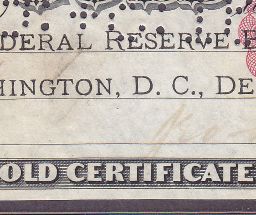 DERAL RESERVE
HINGTON, D. C., DE
OLD CERTIFICATE